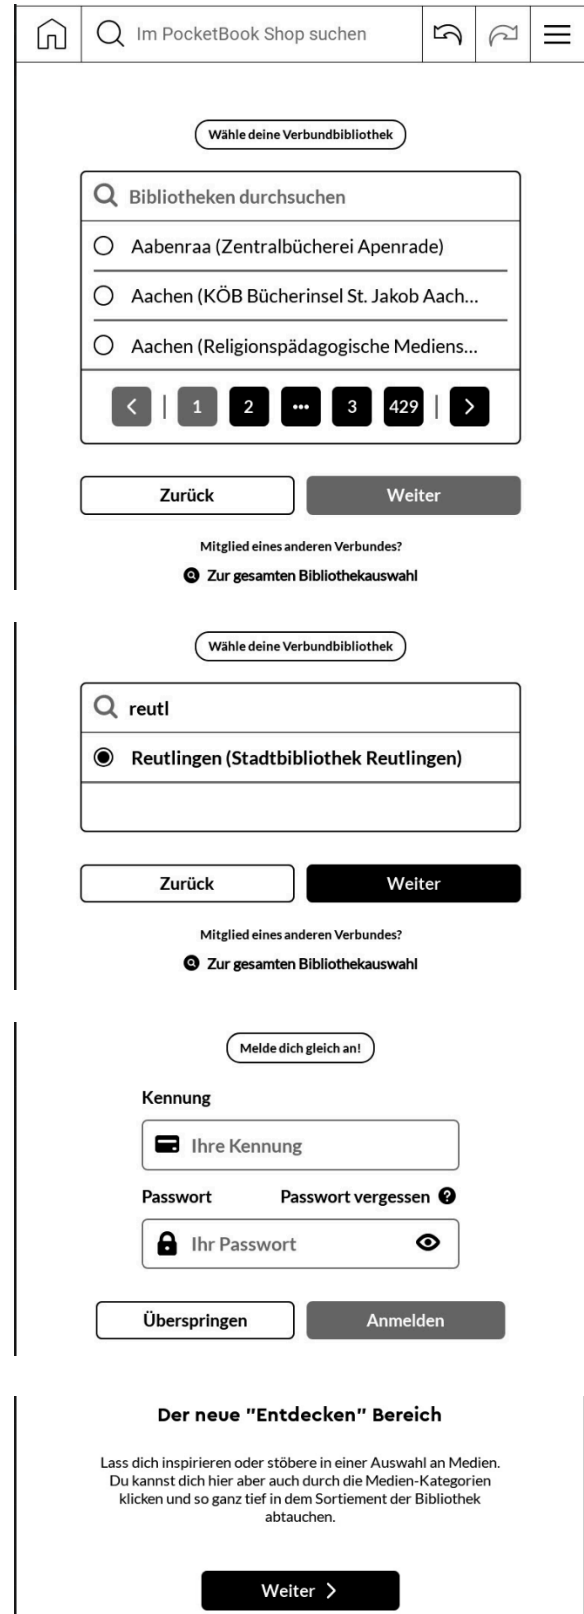 Im PocketBook Shop suchen
Wähle deine Verbundbibliothek
Bibliotheken durchsuchen
Aabenraa (Zentralbücherei Apenrade)
Aachen (KÖB Bücherinsel St. Jakob Aach...
Aachen (Religionspädagogische Mediens...
1 2 ... 3 429
Zurück Weiter
Mitglied eines anderen Verbundes?
Zur gesamten Bibliothekauswahl
Wähle deine Verbundbibliothek
reutl
Reutlingen (Stadtbibliothek Reutlingen)
Zurück Weiter
Mitglied eines anderen Verbundes?
Zur gesamten Bibliothekauswahl
Melde dich gleich an!
Kennung
Ihre Kennung
Passwort Passwort vergessen ?
Ihr Passwort
Überspringen Anmelden
Der neue "Entdecken" Bereich
Lass dich inspirieren oder stöbere in einer Auswahl an Medien.
Du kannst dich hier aber auch durch die Medien-Kategorien
klicken und so ganz tief in dem Sortiement der Bibliothek
abtauchen.
Weiter